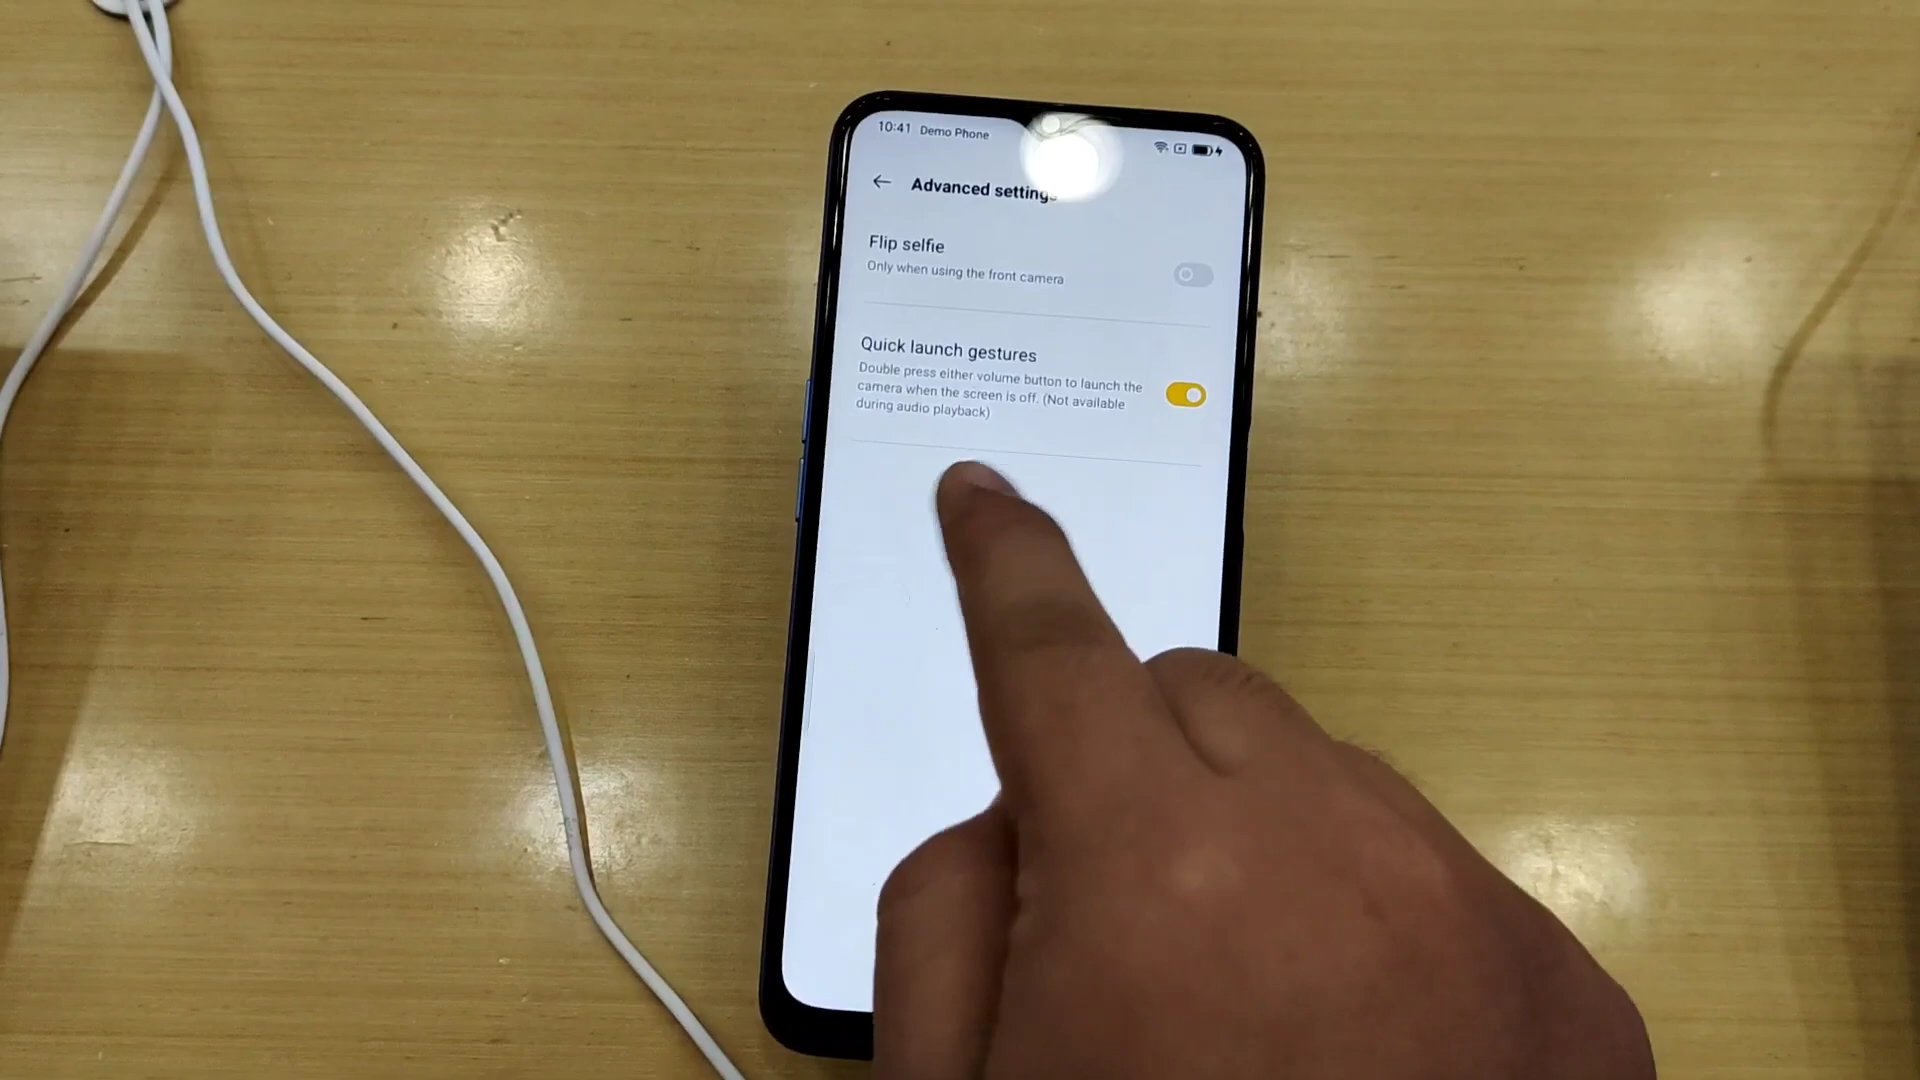 10:41 Demo Phone
Advanced settings
Flip selfie
Only when using the front camera
Quick launch gestures
Double press either volume button to launch the
camera when the screen is off. (Not available
during audio playback)